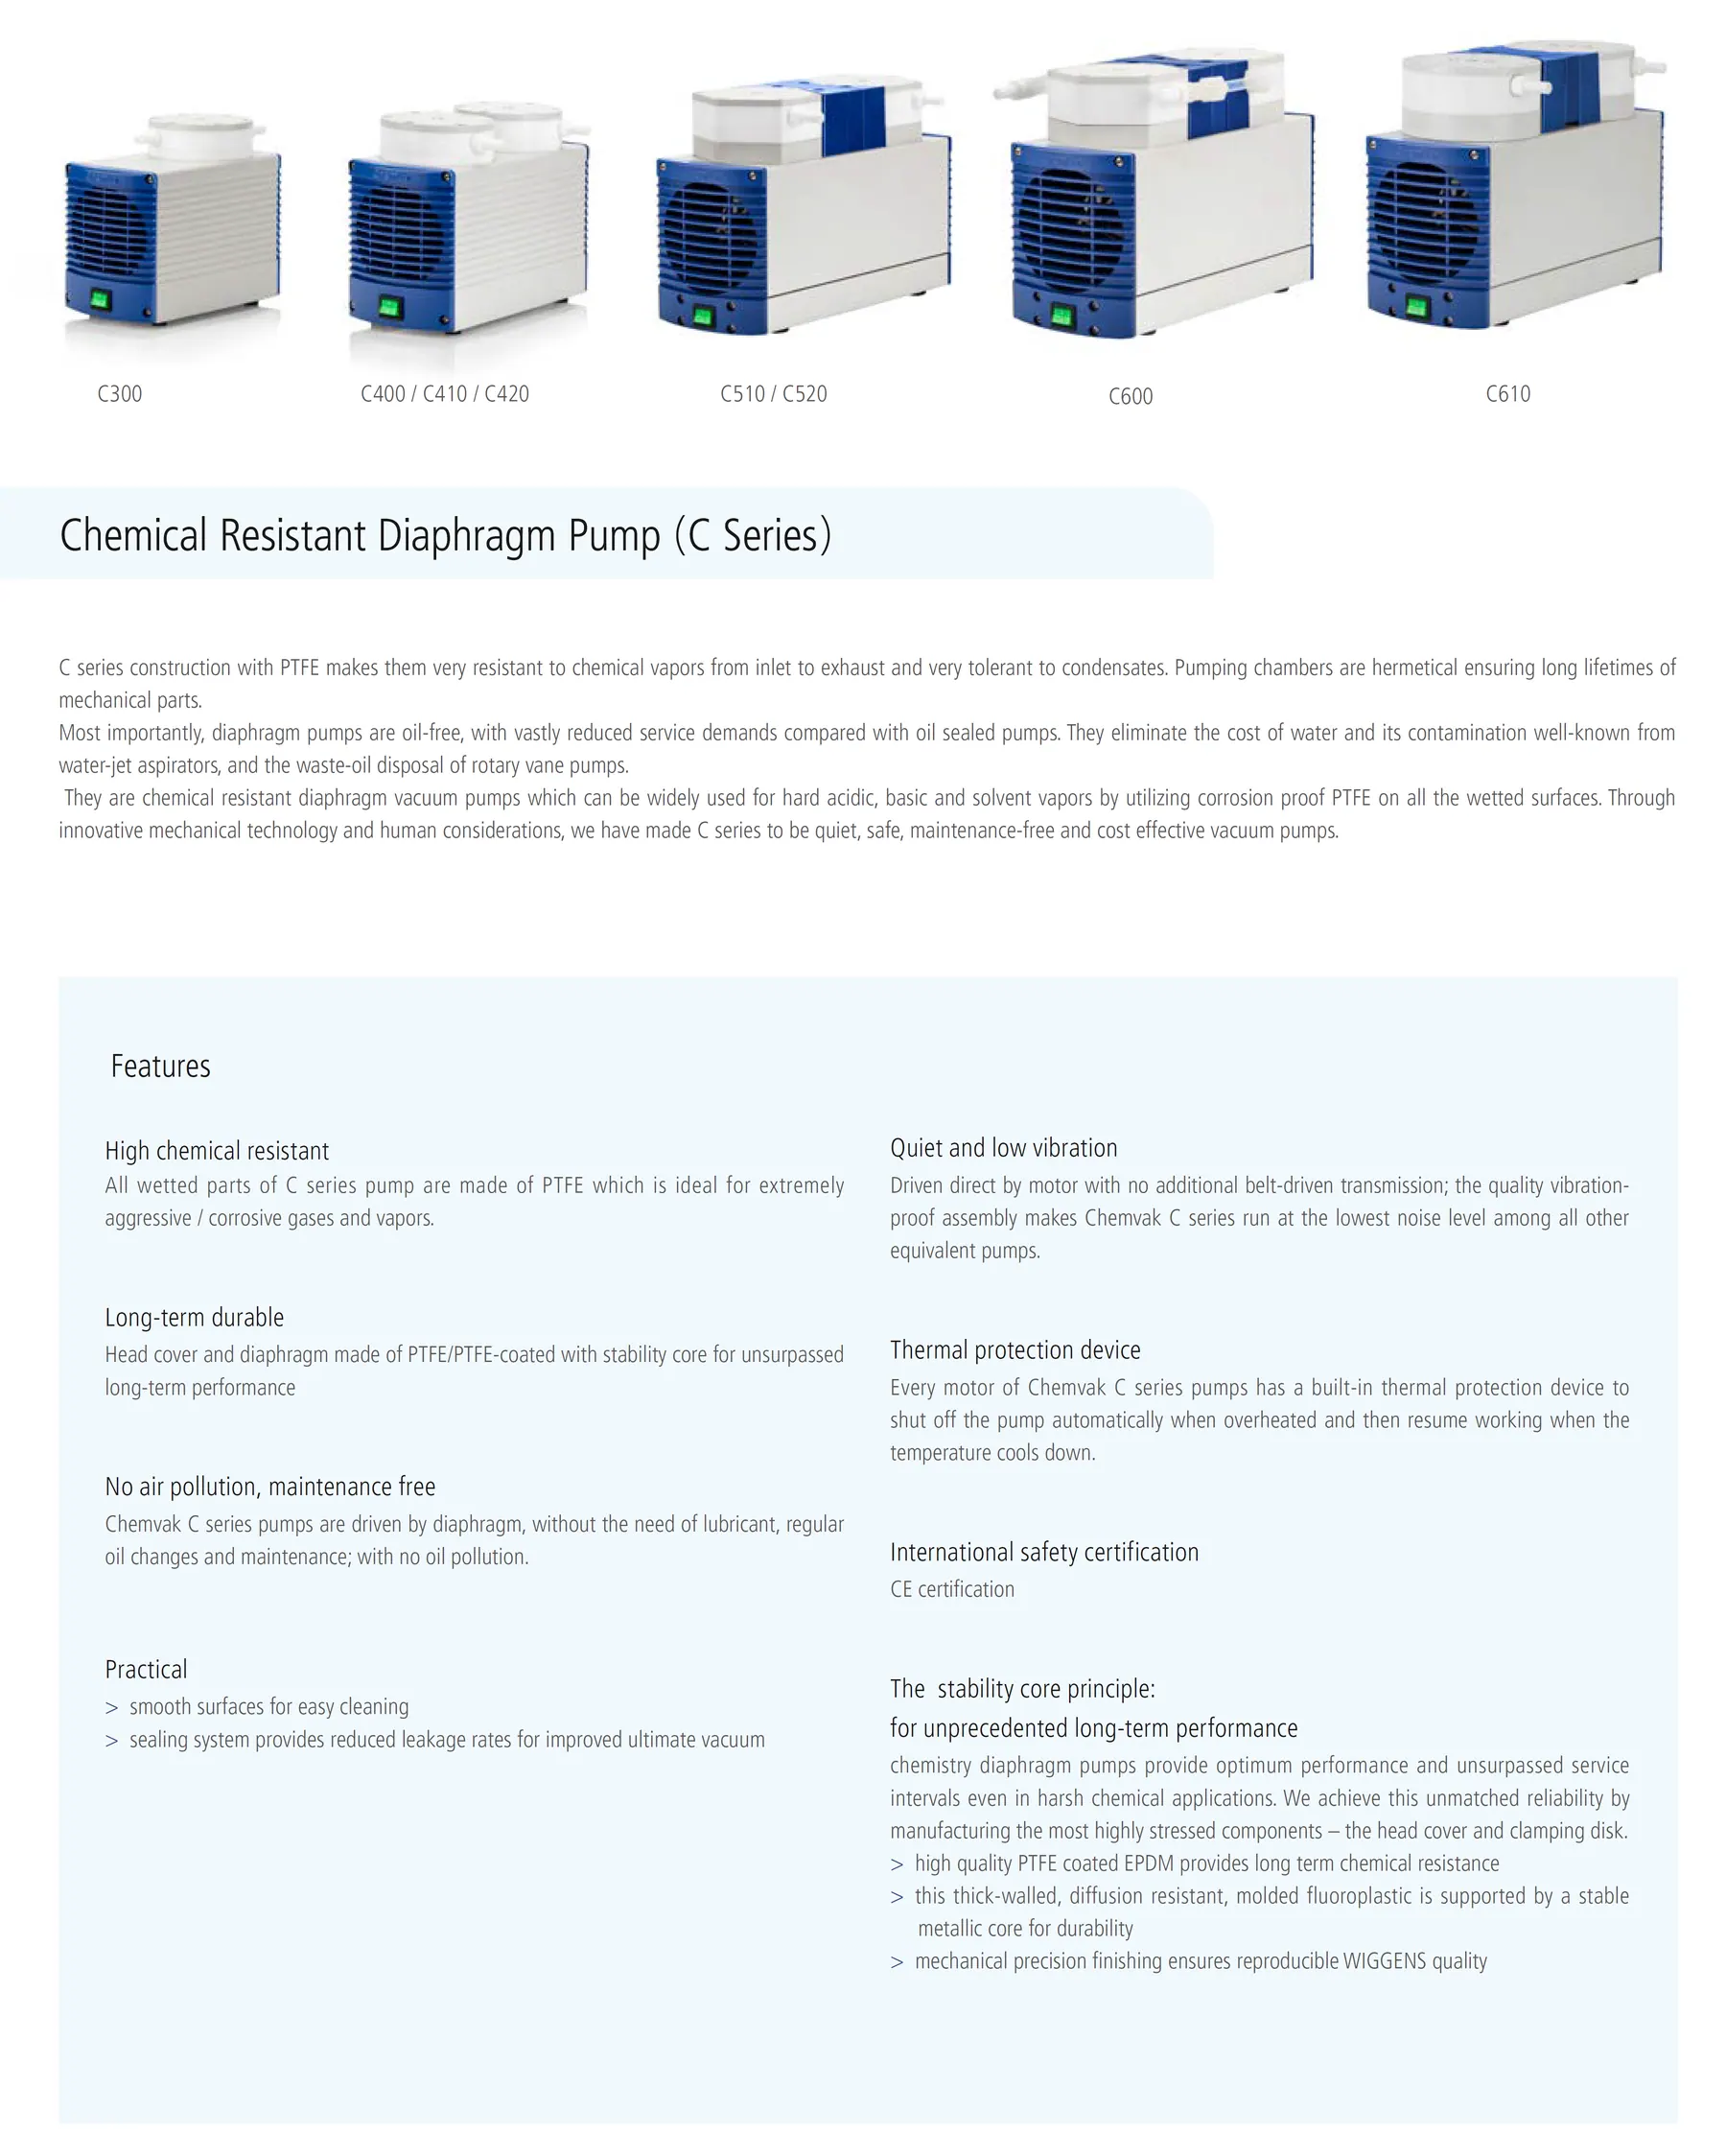 C300
C400 / C410 / C420
C510 / C520
C600
C610
Chemical Resistant Diaphragm Pump (C Series)
C series construction with PTFE makes them very resistant to chemical vapors from inlet to exhaust and very tolerant to condensates. Pumping chambers are hermetical ensuring long lifetimes of
mechanical parts.
Most importantly, diaphragm pumps are oil-free, with vastly reduced service demands compared with oil sealed pumps. They eliminate the cost of water and its contamination well-known from
water-jet aspirators, and the waste-oil disposal of rotary vane pumps.
They are chemical resistant diaphragm vacuum pumps which can be widely used for hard acidic, basic and solvent vapors by utilizing corrosion proof PTFE on all the wetted surfaces. Through
innovative mechanical technology and human considerations, we have made C series to be quiet, safe, maintenance-free and cost effective vacuum pumps.
Features
High chemical resistant
All wetted parts of C series pump are made of PTFE which is ideal for extremely
aggressive / corrosive gases and vapors.
Long-term durable
Head cover and diaphragm made of PTFE/PTFE-coated with stability core for unsurpassed
long-term performance
No air pollution, maintenance free
Chemvak C series pumps are driven by diaphragm, without the need of lubricant, regular
oil changes and maintenance; with no oil pollution.
Practical
> smooth surfaces for easy cleaning
> sealing system provides reduced leakage rates for improved ultimate vacuum
Quiet and low vibration
Driven direct by motor with no additional belt-driven transmission; the quality vibration-
proof assembly makes Chemvak C series run at the lowest noise level among all other
equivalent pumps.
Thermal protection device
Every motor of Chemvak C series pumps has a built-in thermal protection device to
shut off the pump automatically when overheated and then resume working when the
temperature cools down.
International safety certification
CE certification
The stability core principle:
for unprecedented long-term performance
chemistry diaphragm pumps provide optimum performance and unsurpassed service
intervals even in harsh chemical applications. We achieve this unmatched reliability by
manufacturing the most highly stressed components – the head cover and clamping disk.
> high quality PTFE coated EPDM provides long term chemical resistance
> this thick-walled, diffusion resistant, molded fluoroplastic is supported by a stable
metallic core for durability
> mechanical precision finishing ensures reproducible WIGGENS quality